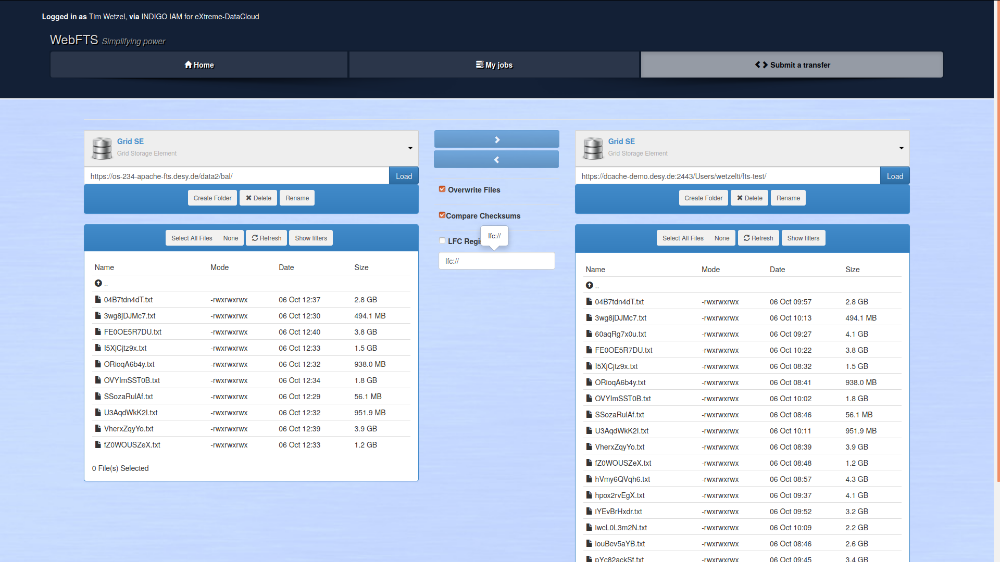 Logged in as Tim Wetzel, via INDIGO IAM for eXtreme-DataCloud
WebFTS Simplifying power
Home
My jobs
Submit a transfer
Grid SE
Grid Storage Element
https://os-234-apache-fts.desy.de/data2/bal/
Load
Create Folder
Delete
Rename
Select All Files
None
Refresh
Show filters
Name Mode Date Size
..
04B7tdn4dT.txt -rwxrwxrwx 06 Oct 12:37 2.8 GB
3wg8jDJMc7.txt -rwxrwxrwx 06 Oct 12:30 494.1 MB
FE0OE5R7DU.txt -rwxrwxrwx 06 Oct 12:40 3.8 GB
I5XjCjtz9x.txt -rwxrwxrwx 06 Oct 12:33 1.5 GB
ORioqA6b4y.txt -rwxrwxrwx 06 Oct 12:32 938.0 MB
OVYImSST0B.txt -rwxrwxrwx 06 Oct 12:34 1.8 GB
SSozaRulAf.txt -rwxrwxrwx 06 Oct 12:29 56.1 MB
U3AqdWkK2I.txt -rwxrwxrwx 06 Oct 12:32 951.9 MB
VherxZqyYo.txt -rwxrwxrwx 06 Oct 12:39 3.9 GB
fZ0WOUSZeX.txt -rwxrwxrwx 06 Oct 12:33 1.2 GB
0 File(s) Selected
Overwrite Files
Compare Checksums
LFC Regi
lfc://
lfc://
Grid SE
Grid Storage Element
https://dcache-demo.desy.de:2443/Users/wetzelti/fts-test/
Load
Create Folder
Delete
Rename
Select All Files
None
Refresh
Show filters
Name Mode Date Size
..
04B7tdn4dT.txt -rwxrwxrwx 06 Oct 09:57 2.8 GB
3wg8jDJMc7.txt -rwxrwxrwx 06 Oct 10:13 494.1 MB
60aqRg7x0u.txt -rwxrwxrwx 06 Oct 09:27 4.1 GB
FE0OE5R7DU.txt -rwxrwxrwx 06 Oct 10:22 3.8 GB
I5XjCjtz9x.txt -rwxrwxrwx 06 Oct 08:32 1.5 GB
ORioqA6b4y.txt -rwxrwxrwx 06 Oct 08:41 938.0 MB
OVYImSST0B.txt -rwxrwxrwx 06 Oct 10:02 1.8 GB
SSozaRulAf.txt -rwxrwxrwx 06 Oct 08:46 56.1 MB
U3AqdWkK2I.txt -rwxrwxrwx 06 Oct 10:11 951.9 MB
VherxZqyYo.txt -rwxrwxrwx 06 Oct 08:39 3.9 GB
fZ0WOUSZeX.txt -rwxrwxrwx 06 Oct 08:48 1.2 GB
hVmy6QVqh6.txt -rwxrwxrwx 06 Oct 08:57 4.3 GB
hpox2rvEgX.txt -rwxrwxrwx 06 Oct 09:37 4.1 GB
iYEvBrHxdr.txt -rwxrwxrwx 06 Oct 09:52 3.2 GB
iwcL0L3m2N.txt -rwxrwxrwx 06 Oct 10:09 2.2 GB
louBev5aYB.txt -rwxrwxrwx 06 Oct 08:46 2.6 GB
pYc82ackSf.txt -rwxrwxrwx 06 Oct 09:45 3.4 GB